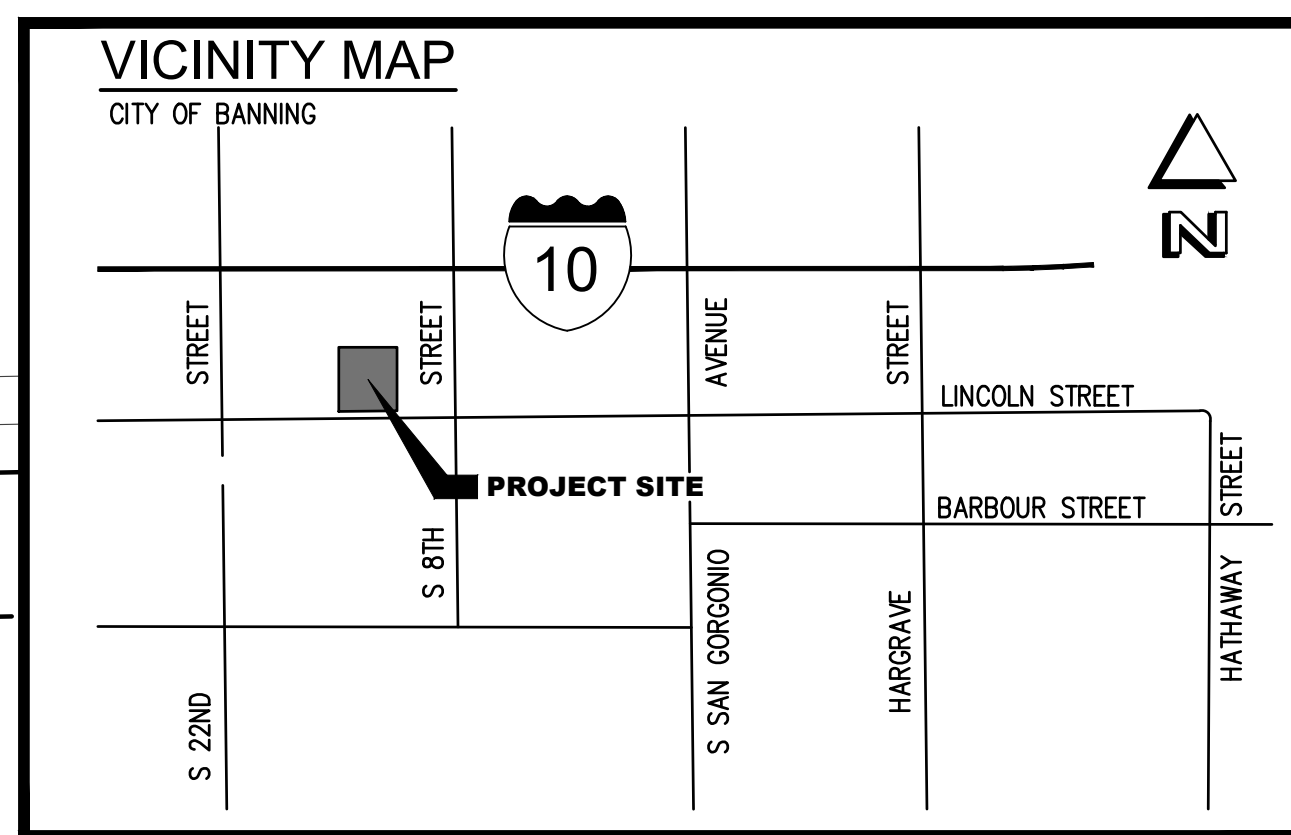 VICINITY MAP
CITY OF BANNING
N
10
STREET
STREET
AVENUE
STREET
LINCOLN STREET
PROJECT SITE
BARBOUR STREET
STREET
S 8TH
S SAN GORGONIO
HARGRAVE
HATHAWAY
S 22ND